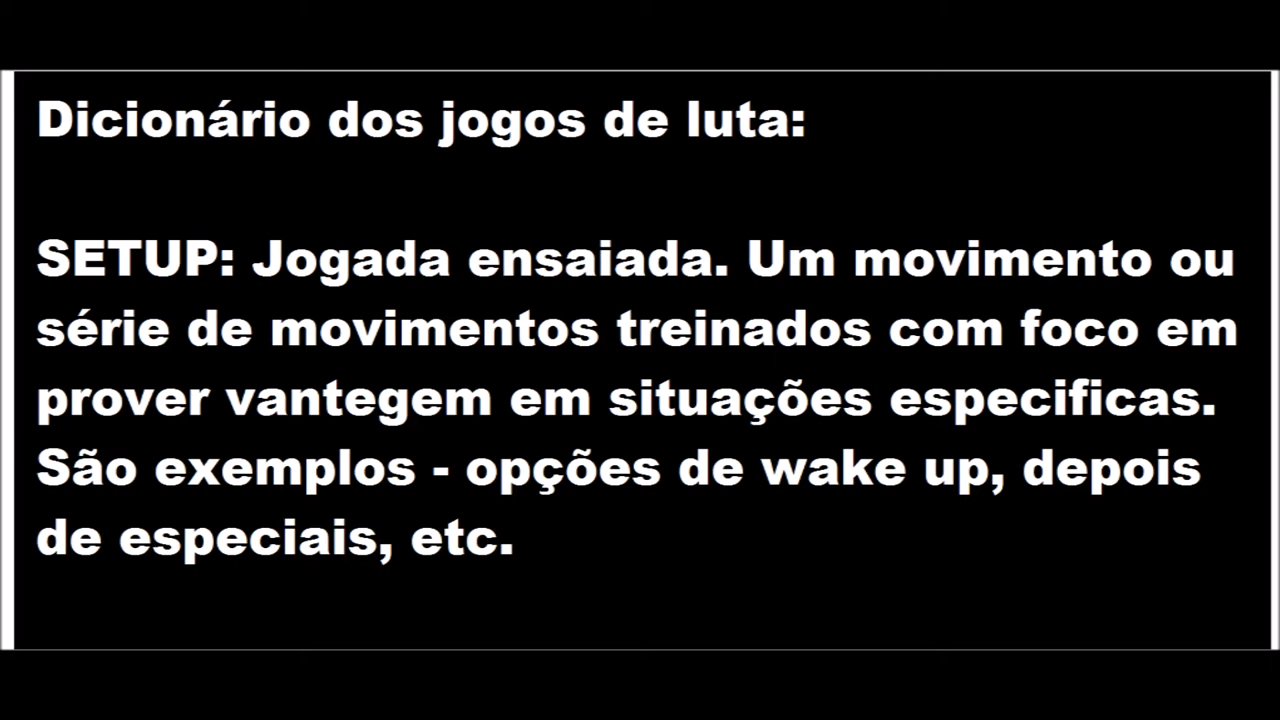 Dicionário dos jogos de luta:
SETUP: Jogada ensaiada. Um movimento ou
série de movimentos treinados com foco em
prover vantegem em situações especificas.
São exemplos - opções de wake up, depois
de especiais, etc.